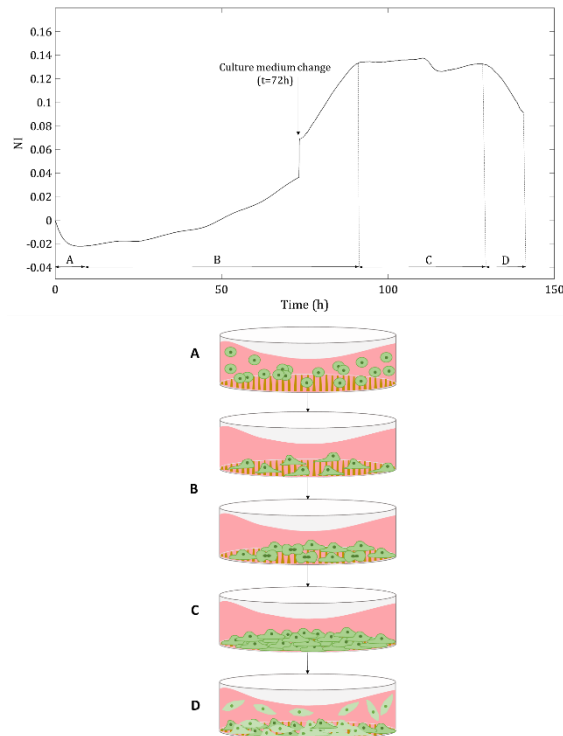 0.16
0.14
0.12
0.1
0.08
0.06
0.04
0.02
0
-0.02
-0.04
NI
Culture medium change
(t=72h)
A
B
C
D
0
50
100
150
Time (h)
A
B
C
D